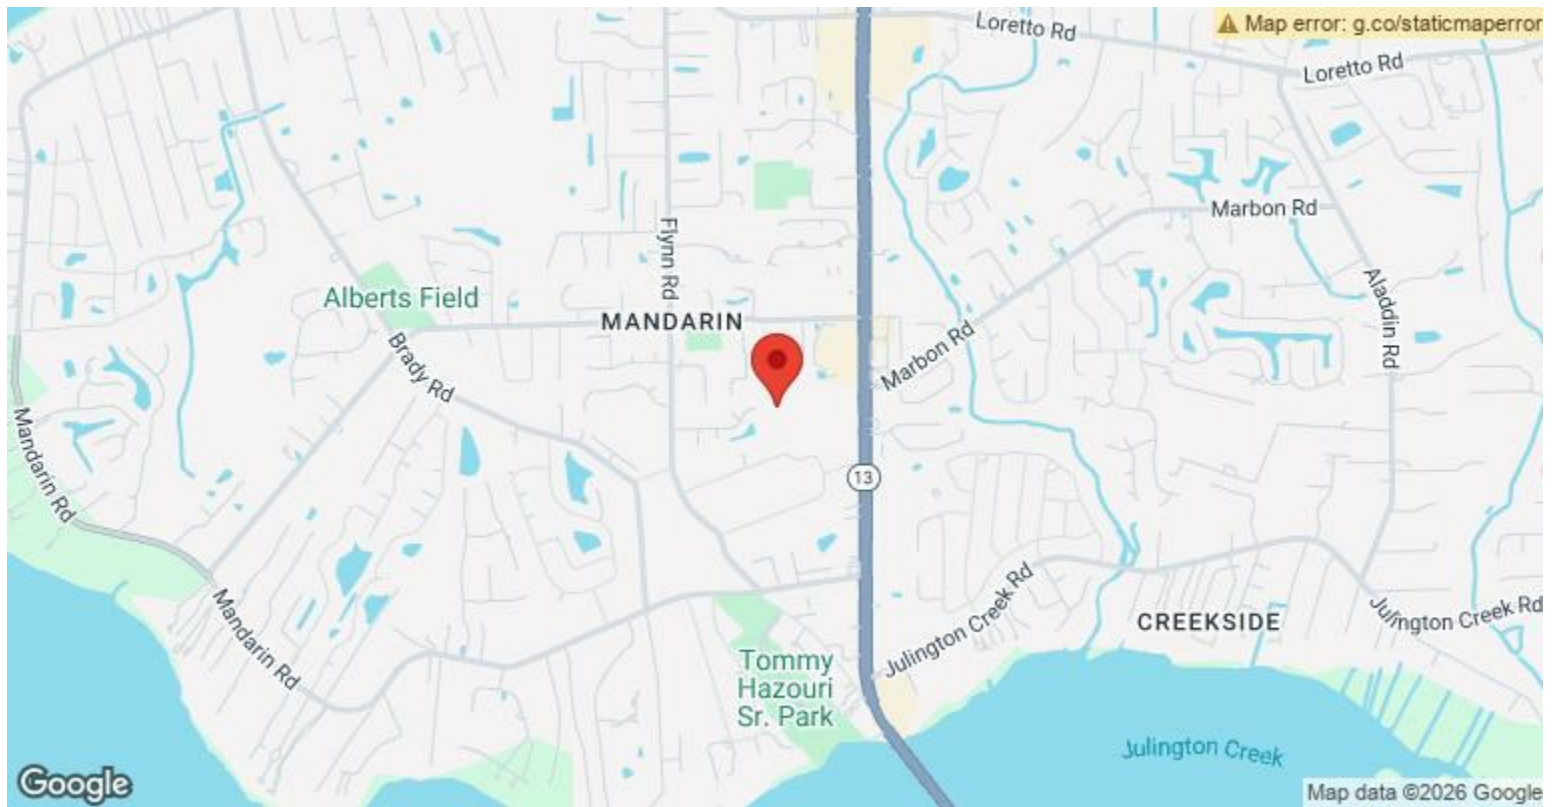 Loretto Rd
Map error: g.co/staticmaperror
Loretto Rd
Marbon Rd
Flynn Rd
Alberts Field
MANDARIN
Aladdin Rd
Marbon Rd
Brady Rd
Mandarin Rd
13
Julington Creek Rd
Mandarin Rd
CREEKSIDE
Julington Creek Rd
Tommy
Hazouri
Sr. Park
Julington Creek
Google
Map data ©2026 Google